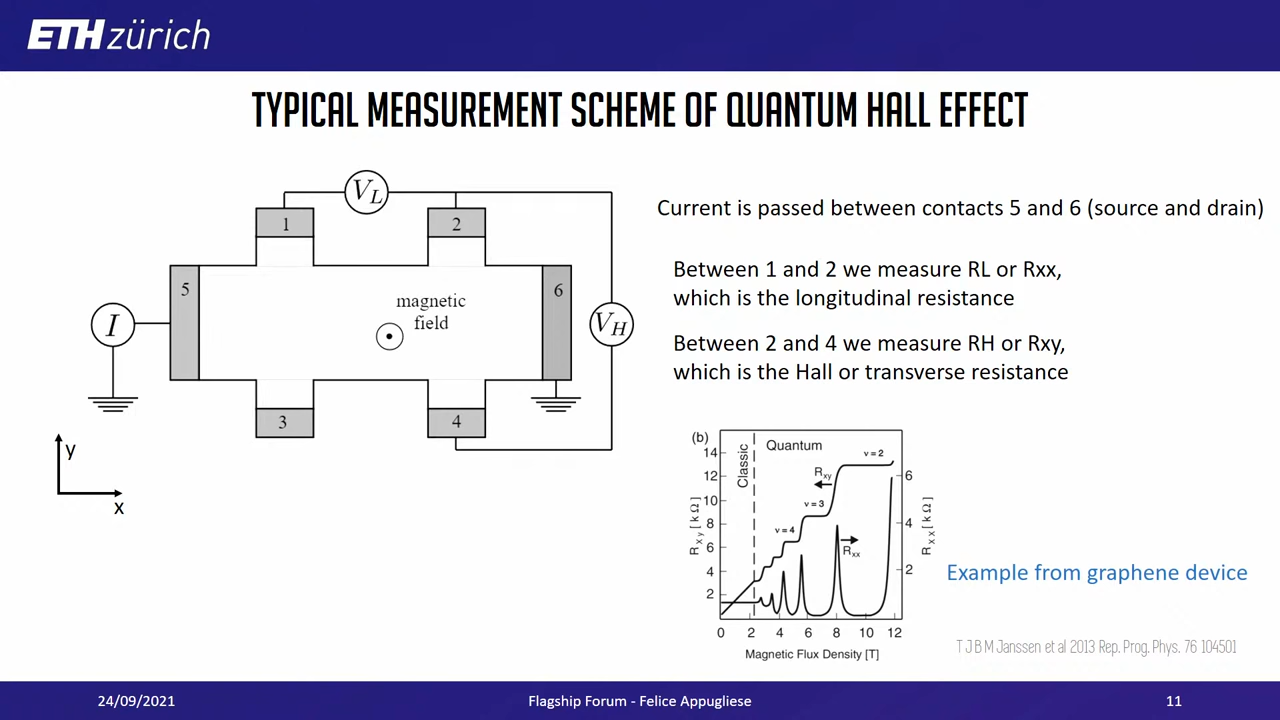 ETH zürich
TYPICAL MEASUREMENT SCHEME OF QUANTUM HALL EFFECT
V_L
1
2
5
6
magnetic
field
I
V_H
3
4
y
x
Current is passed between contacts 5 and 6 (source and drain)
Between 1 and 2 we measure RL or Rxx,
which is the longitudinal resistance
Between 2 and 4 we measure RH or Rxy,
which is the Hall or transverse resistance
(b)
Classic
Quantum
ν = 2
R_xy
ν = 3
ν = 4
R_xx
14
12
10
8
6
4
2
R_xy [kΩ]
6
4
2
R_xx [kΩ]
0 2 4 6 8 10 12
Magnetic Flux Density [T]
Example from graphene device
T J B M Janssen et al 2013 Rep. Prog. Phys. 76 104501
24/09/2021
Flagship Forum - Felice Appugliese
11